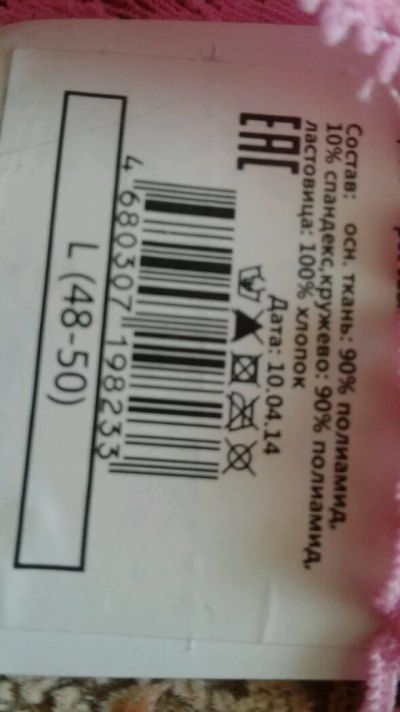 Состав: осн. ткань: 90% полиамид,
10% спандекс,кружево: 90% полиамид,
ластовица: 100% хлопок
Дата: 10.04.14
EAC
4 680307 198233
L (48-50)